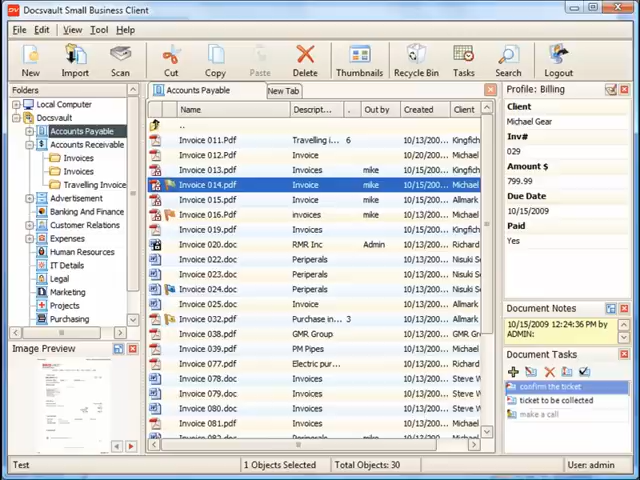 Docsvault Small Business Client
File Edit View Tool Help
New Import Scan Cut Copy Paste Delete Thumbnails Recycle Bin Tasks Search Logout
Folders
Local Computer
Docsvault
Accounts Payable
Accounts Receivable
Invoices
Invoices
Travelling Invoice
Advertisement
Banking And Finance
Customer Relations
Expenses
Human Resources
IT Details
Legal
Marketing
Projects
Purchasing
Image Preview
Accounts Payable New Tab
Name Descript... . Out by Created Client
..
Invoice 011.Pdf Travelling i... 6 10/13/200... Kingfich
Invoice 012.Pdf Invoice 10/20/200... Allmark
Invoice 013.pdf Invoices mike 10/13/200... Kingfich
Invoice 014.pdf Invoice mike 10/15/200... Michael
Invoice 015.pdf Invoice mike 10/15/200... Allmark
Invoice 016.Pdf invoices mike 10/13/200... Michael
Invoice 019.pdf Invoices 10/13/200... Kingfich
Invoice 020.doc RMR Inc Admin 10/13/200... Richard
Invoice 022.doc Periperals 10/13/200... Nisuki S
Invoice 023.doc Periperals 10/13/200... Richard
Invoice 024.doc Periperals 10/13/200... Nisuki S
Invoice 025.doc Invoice 10/13/200... Allmark
Invoice 032.pdf Purchase in... 3 10/13/200... Allmark
Invoice 038.pdf GMR Group 10/13/200... GMR Gr
Invoice 039.pdf PM Pipes 10/13/200... Michael
Invoice 077.pdf Electric pur... 10/13/200... Richard
Invoice 078.doc Invoices 10/13/200... Steve W
Invoice 079.doc Invoices 10/13/200... Steve W
Invoice 081.pdf Invoices 10/13/200... Michael
Profile: Billing
Client
Michael Gear
Inv#
029
Amount $
799.99
Due Date
10/15/2009
Paid
Yes
Document Notes
10/15/2009 12:24:36 PM by
ADMIN:
Document Tasks
confirm the ticket
ticket to be collected
make a call
Test 1 Objects Selected Total Objects: 30 User: admin